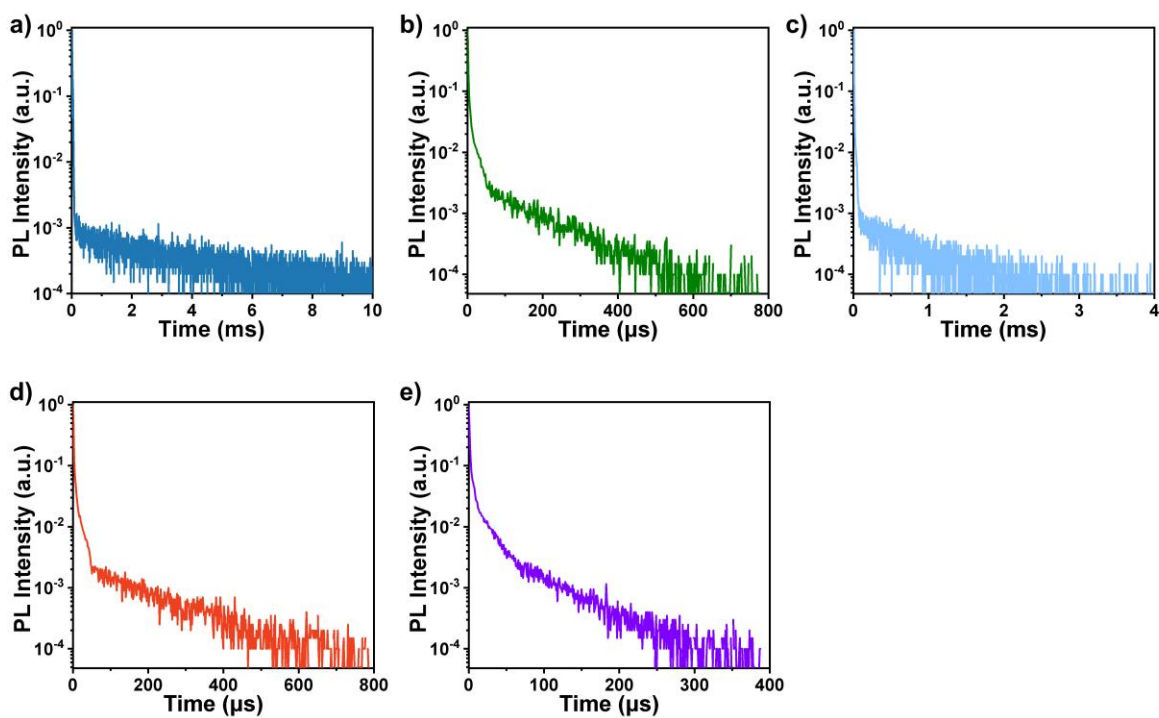 a)
PL Intensity (a.u.)
10^0
10^-1
10^-2
10^-3
10^-4
0 2 4 6 8 10
Time (ms)
b)
PL Intensity (a.u.)
10^0
10^-1
10^-2
10^-3
10^-4
0 200 400 600 800
Time (μs)
c)
PL Intensity (a.u.)
10^0
10^-1
10^-2
10^-3
10^-4
0 1 2 3 4
Time (ms)
d)
PL Intensity (a.u.)
10^0
10^-1
10^-2
10^-3
10^-4
0 200 400 600 800
Time (μs)
e)
PL Intensity (a.u.)
10^0
10^-1
10^-2
10^-3
10^-4
0 100 200 300 400
Time (μs)